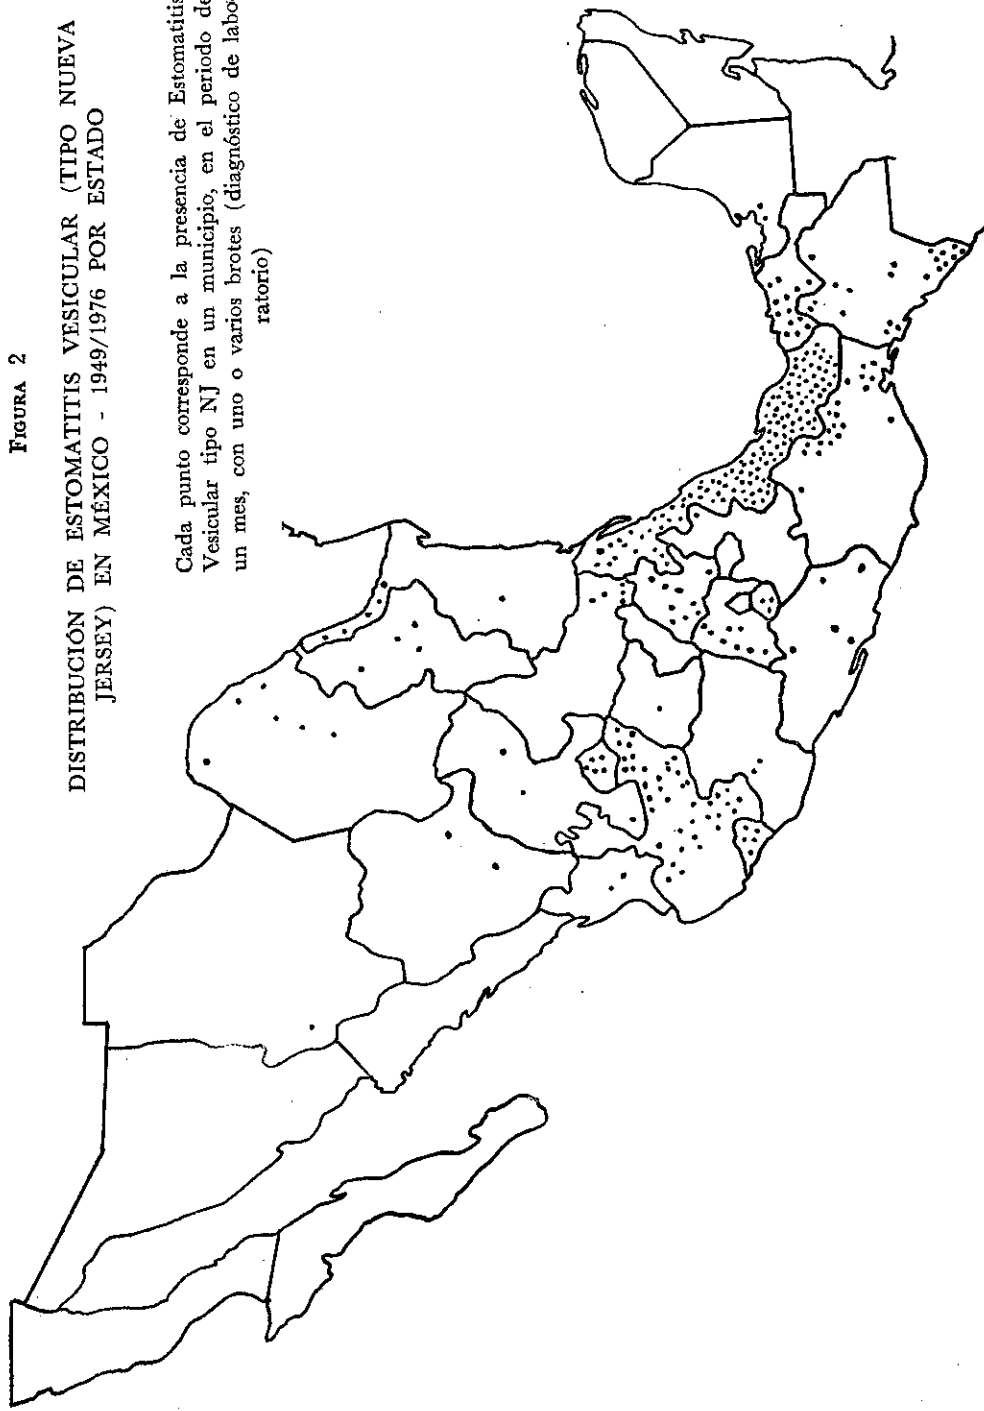 FIGURA 2
DISTRIBUCIÓN DE ESTOMATITIS VESICULAR (TIPO NUEVA
JERSEY) EN MÉXICO - 1949/1976 POR ESTADO
Cada punto corresponde a la presencia de Estomatitis
Vesicular tipo NJ en un municipio, en el periodo de
un mes, con uno o varios brotes (diagnóstico de labo-
ratorio)